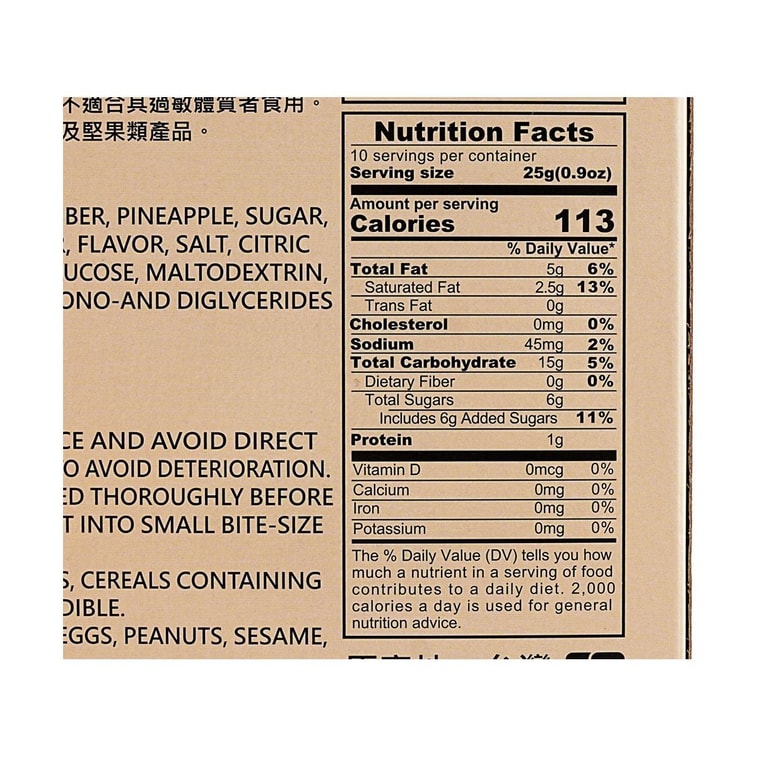 不適合其過敏體質者食用。
及堅果類產品。
BER, PINEAPPLE, SUGAR,
, FLAVOR, SALT, CITRIC
UCOSE, MALTODEXTRIN,
ONO-AND DIGLYCERIDES
CE AND AVOID DIRECT
O AVOID DETERIORATION.
ED THOROUGHLY BEFORE
T INTO SMALL BITE-SIZE
S, CEREALS CONTAINING
DIBLE.
EGGS, PEANUTS, SESAME,
Nutrition Facts
10 servings per container
Serving size 25g(0.9oz)
Amount per serving
Calories 113
% Daily Value*
Total Fat 5g 6%
Saturated Fat 2.5g 13%
Trans Fat 0g
Cholesterol 0mg 0%
Sodium 45mg 2%
Total Carbohydrate 15g 5%
Dietary Fiber 0g 0%
Total Sugars 6g
Includes 6g Added Sugars 11%
Protein 1g
Vitamin D 0mcg 0%
Calcium 0mg 0%
Iron 0mg 0%
Potassium 0mg 0%
The % Daily Value (DV) tells you how
much a nutrient in a serving of food
contributes to a daily diet. 2,000
calories a day is used for general
nutrition advice.